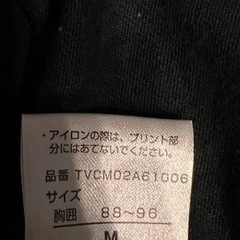 ・アイロンの際は、プリント部
分にはあてないでください。
品番 TVCM02A61006
サイズ
胸囲 88~96
M